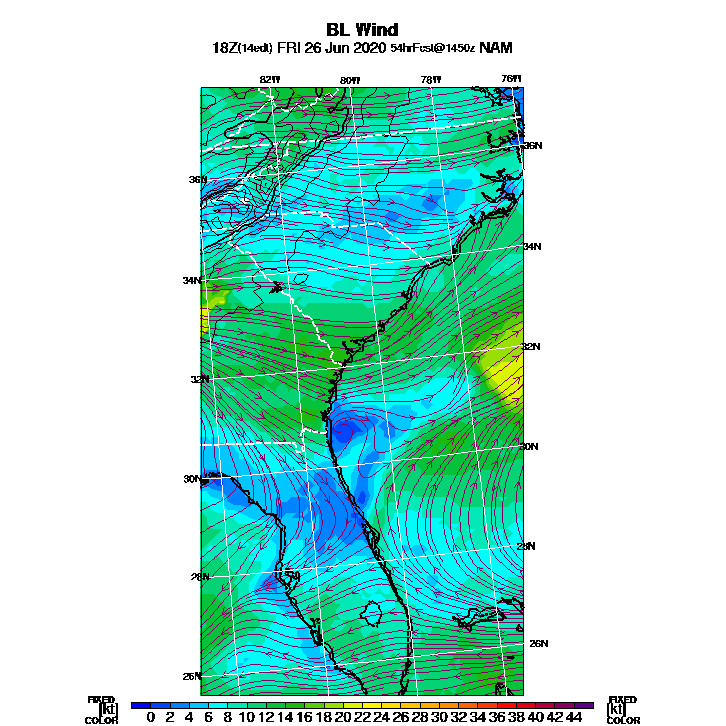 BL Wind
18Z(14edt) FRI 26 Jun 2020 54hrFcst@1450z NAM
82W 80W 78W 76W
36N
36N
34N
34N
32N
32N
30N
30N
28N
28N
26N
26N
FIXED [kt] COLOR
0 2 4 6 8 10 12 14 16 18 20 22 24 26 28 30 32 34 36 38 40 42 44
FIXED [kt] COLOR